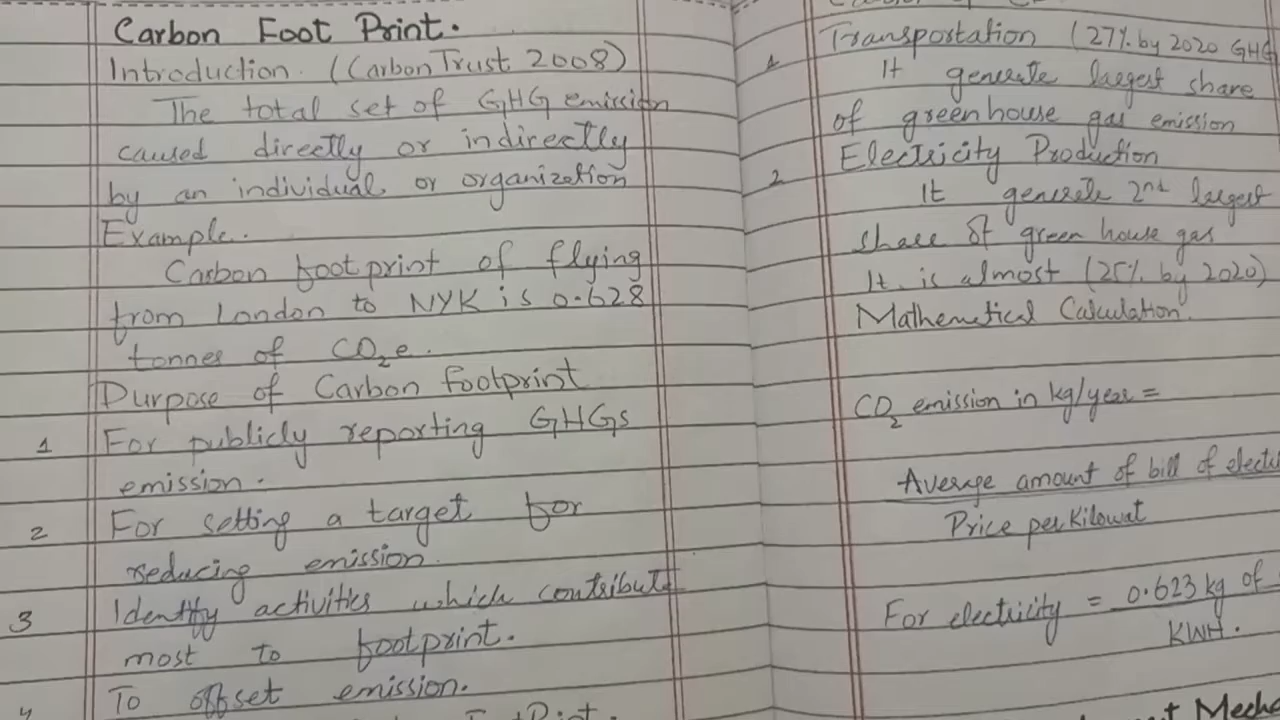 Carbon Foot Print.
Introduction. (Carbon Trust 2008)
The total set of GHG emission
caused directly or indirectly
by an individual or organization
Example.
Carbon footprint of flying
from London to NYK is 0.628
tonnes of CO2e.
Purpose of Carbon footprint
1 For publicly reporting GHGs
emission.
2 For setting a target for
reducing emission.
3 Identify activities which contribute
most to footprint.
4 To offset emission.
1 Transportation (27% by 2020 GHG
It generate largest share
of greenhouse gas emission
2 Electricity Production
It generate 2nd largest
share of green house gas
It is almost (25% by 2020)
Mathemetical Calculation.
CO2 emission in kg/year =
Average amount of bill of
Price per Kilowat
For electricity = 0.623 kg of
KWH.